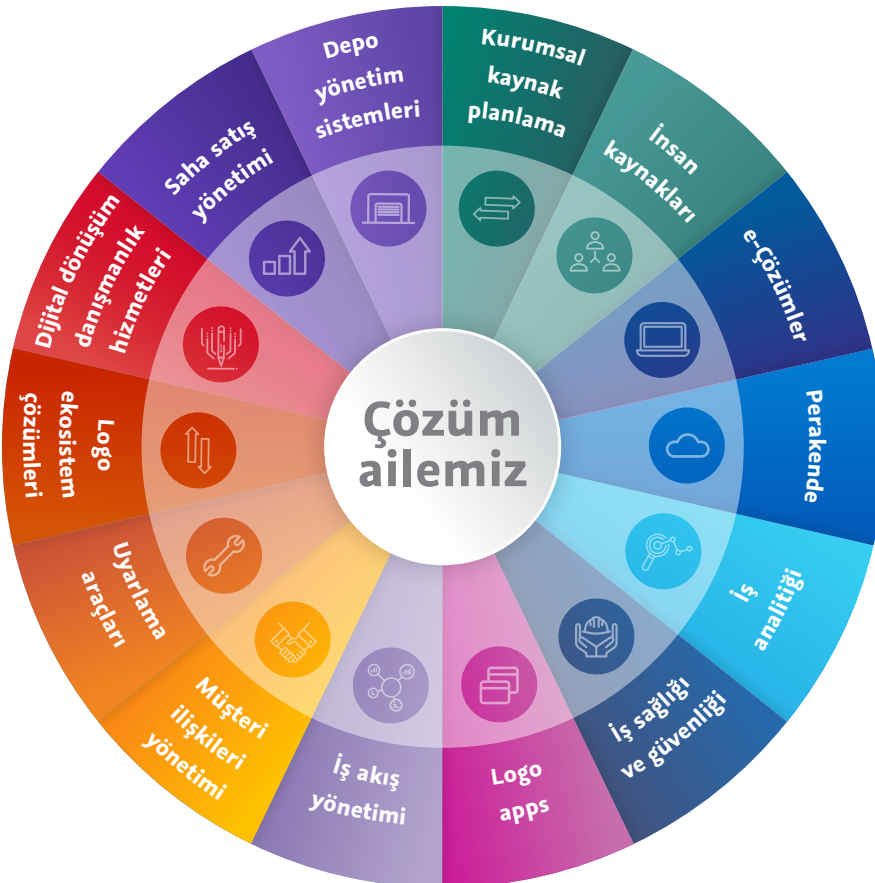 Çözüm
ailemiz
Kurumsal
kaynak
planlama
İnsan
kaynakları
e-Çözümler
Perakende
İş
analitiği
İş sağlığı
ve güvenliği
Logo
apps
İş akış
yönetimi
Müşteri
ilişkileri
yönetimi
Uyarlama
araçları
Logo
ekosistem
çözümleri
Dijital dönüşüm
danışmanlık
hizmetleri
Saha satış
yönetimi
Depo
yönetim
sistemleri